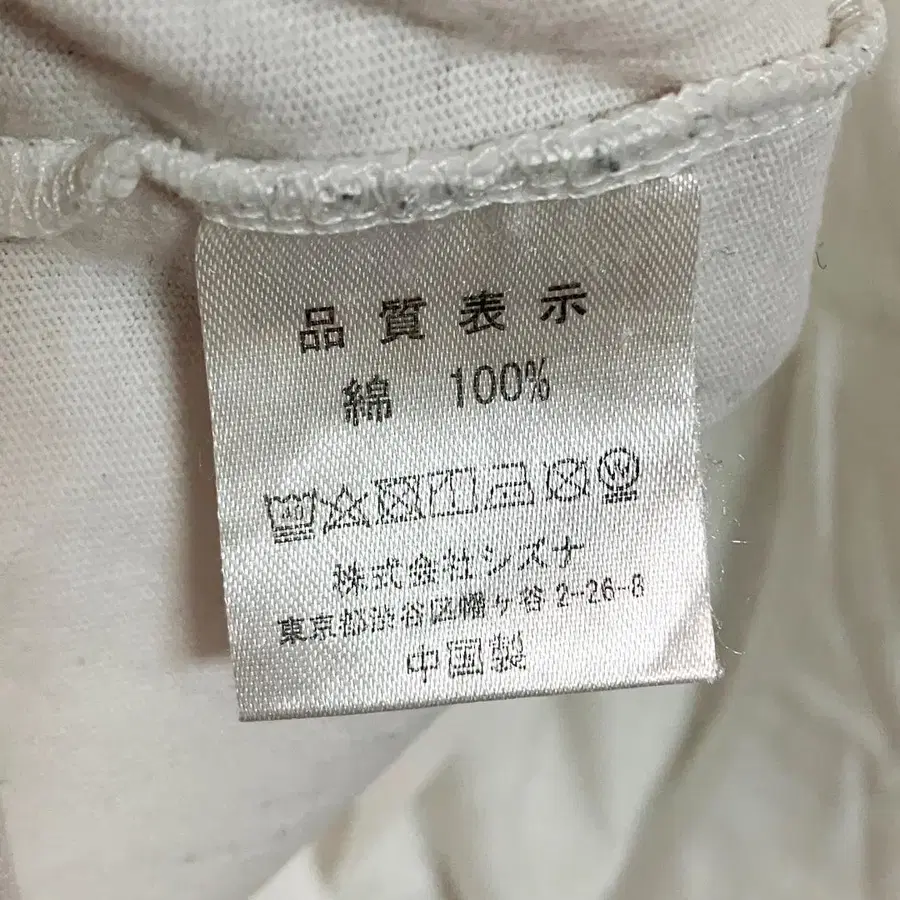 品質表示
綿 100%
40 W
株式会社シズナ
東京都渋谷区幡ヶ谷2-26-8
中国製